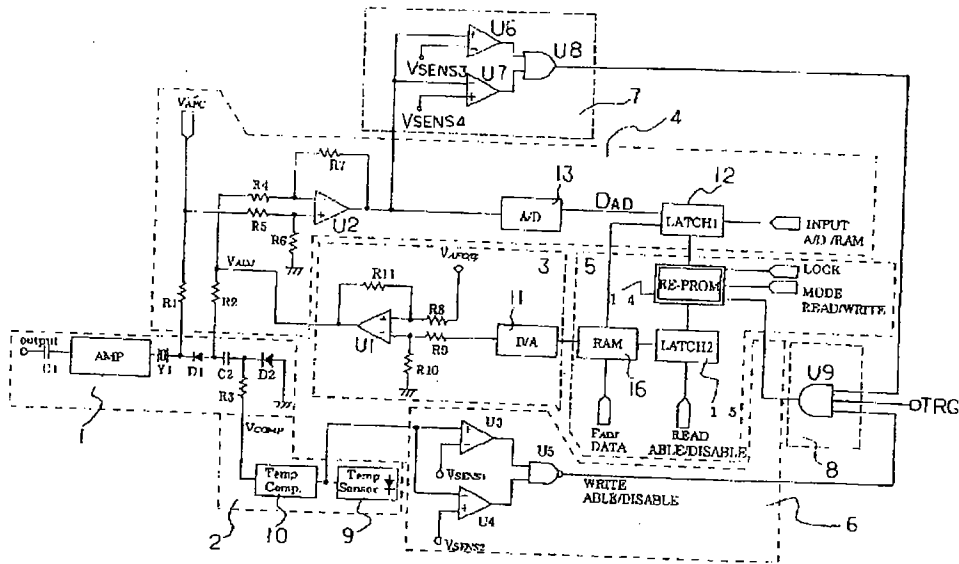 U6
U8
VSENS3
U7
VSENS4
7
4
VAFC
R7
13
12
R4
A/D
DAD
LATCH1
INPUT
A/D /RAM
R5
U2
R6
VADJ
3
VAFCR
5
LOCK
R11
RE-PROM
MODE
READ/WRITE
1 4
R1
R2
11
R8
U1
R9
D/A
RAM
LATCH2
R10
16
1 5
U9
TRG
output
AMP
C1
Y1
D1
C2
D2
R3
FADJ
DATA
READ
ABLE/DISABLE
8
1
VCOMP
U3
U5
VSENS1
WRITE
ABLE/DISABLE
Temp
Comp.
Temp
Sensor
U4
6
2
10
9
VSENS2